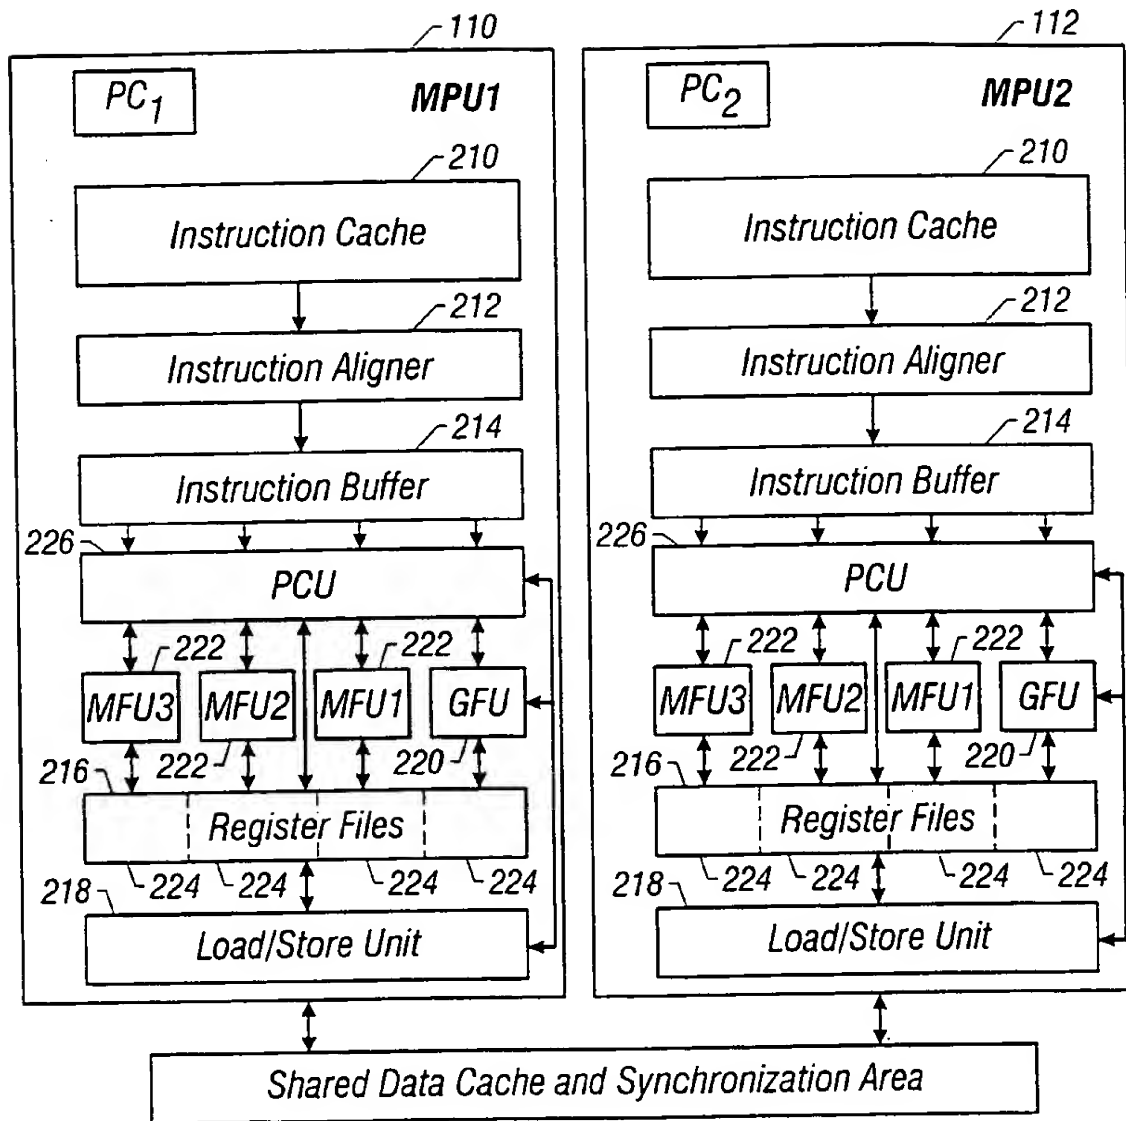 110
PC1
MPU1
210
Instruction Cache
212
Instruction Aligner
214
Instruction Buffer
226
PCU
222
222
MFU3
MFU2
MFU1
GFU
222
220
216
Register Files
224
224
224
224
218
Load/Store Unit
112
PC2
MPU2
210
Instruction Cache
212
Instruction Aligner
214
Instruction Buffer
226
PCU
222
222
MFU3
MFU2
MFU1
GFU
222
220
216
Register Files
224
224
224
224
218
Load/Store Unit
Shared Data Cache and Synchronization Area